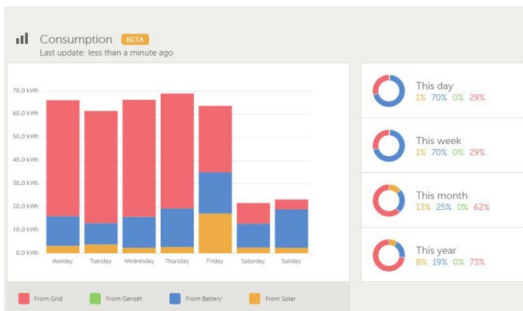 Consumption BETA
Last update: less than a minute ago
70.0 kWh
60.0 kWh
50.0 kWh
40.0 kWh
30.0 kWh
20.0 kWh
10.0 kWh
0.0 kWh
Monday Tuesday Wednesday Thursday Friday Saturday Sunday
From Grid From Genset From Battery From Solar
This day
1% 70% 0% 29%
This week
1% 70% 0% 29%
This month
13% 25% 0% 62%
This year
8% 19% 0% 73%